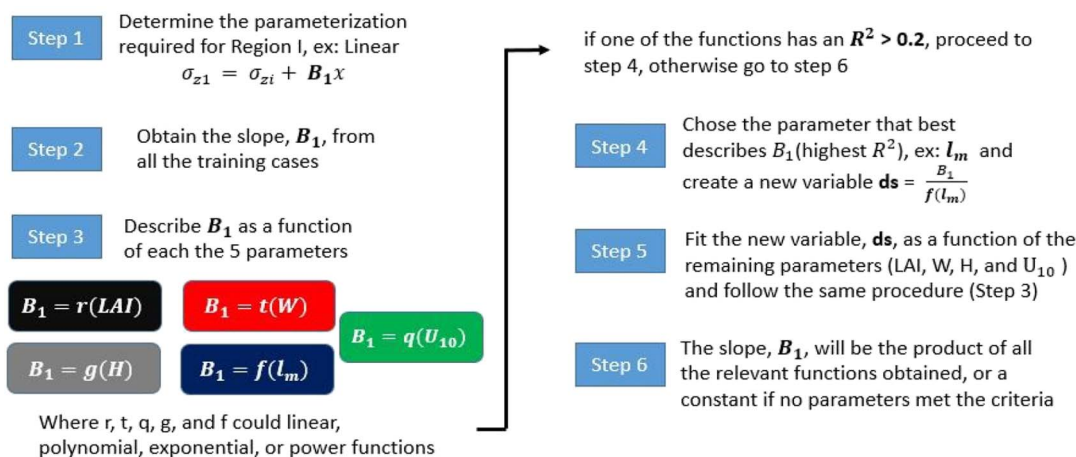 Step 1
Determine the parameterization
required for Region I, ex: Linear
σz1 = σzi + B1x
Step 2
Obtain the slope, B1, from
all the training cases
Step 3
Describe B1 as a function
of each the 5 parameters
B1 = r(LAI)
B1 = t(W)
B1 = q(U10)
B1 = g(H)
B1 = f(lm)
Where r, t, q, g, and f could linear,
polynomial, exponential, or power functions
if one of the functions has an R² > 0.2, proceed to
step 4, otherwise go to step 6
Step 4
Chose the parameter that best
describes B1(highest R²), ex: lm and
create a new variable ds = B1/f(lm)
Step 5
Fit the new variable, ds, as a function of the
remaining parameters (LAI, W, H, and U10 )
and follow the same procedure (Step 3)
Step 6
The slope, B1, will be the product of all
the relevant functions obtained, or a
constant if no parameters met the criteria